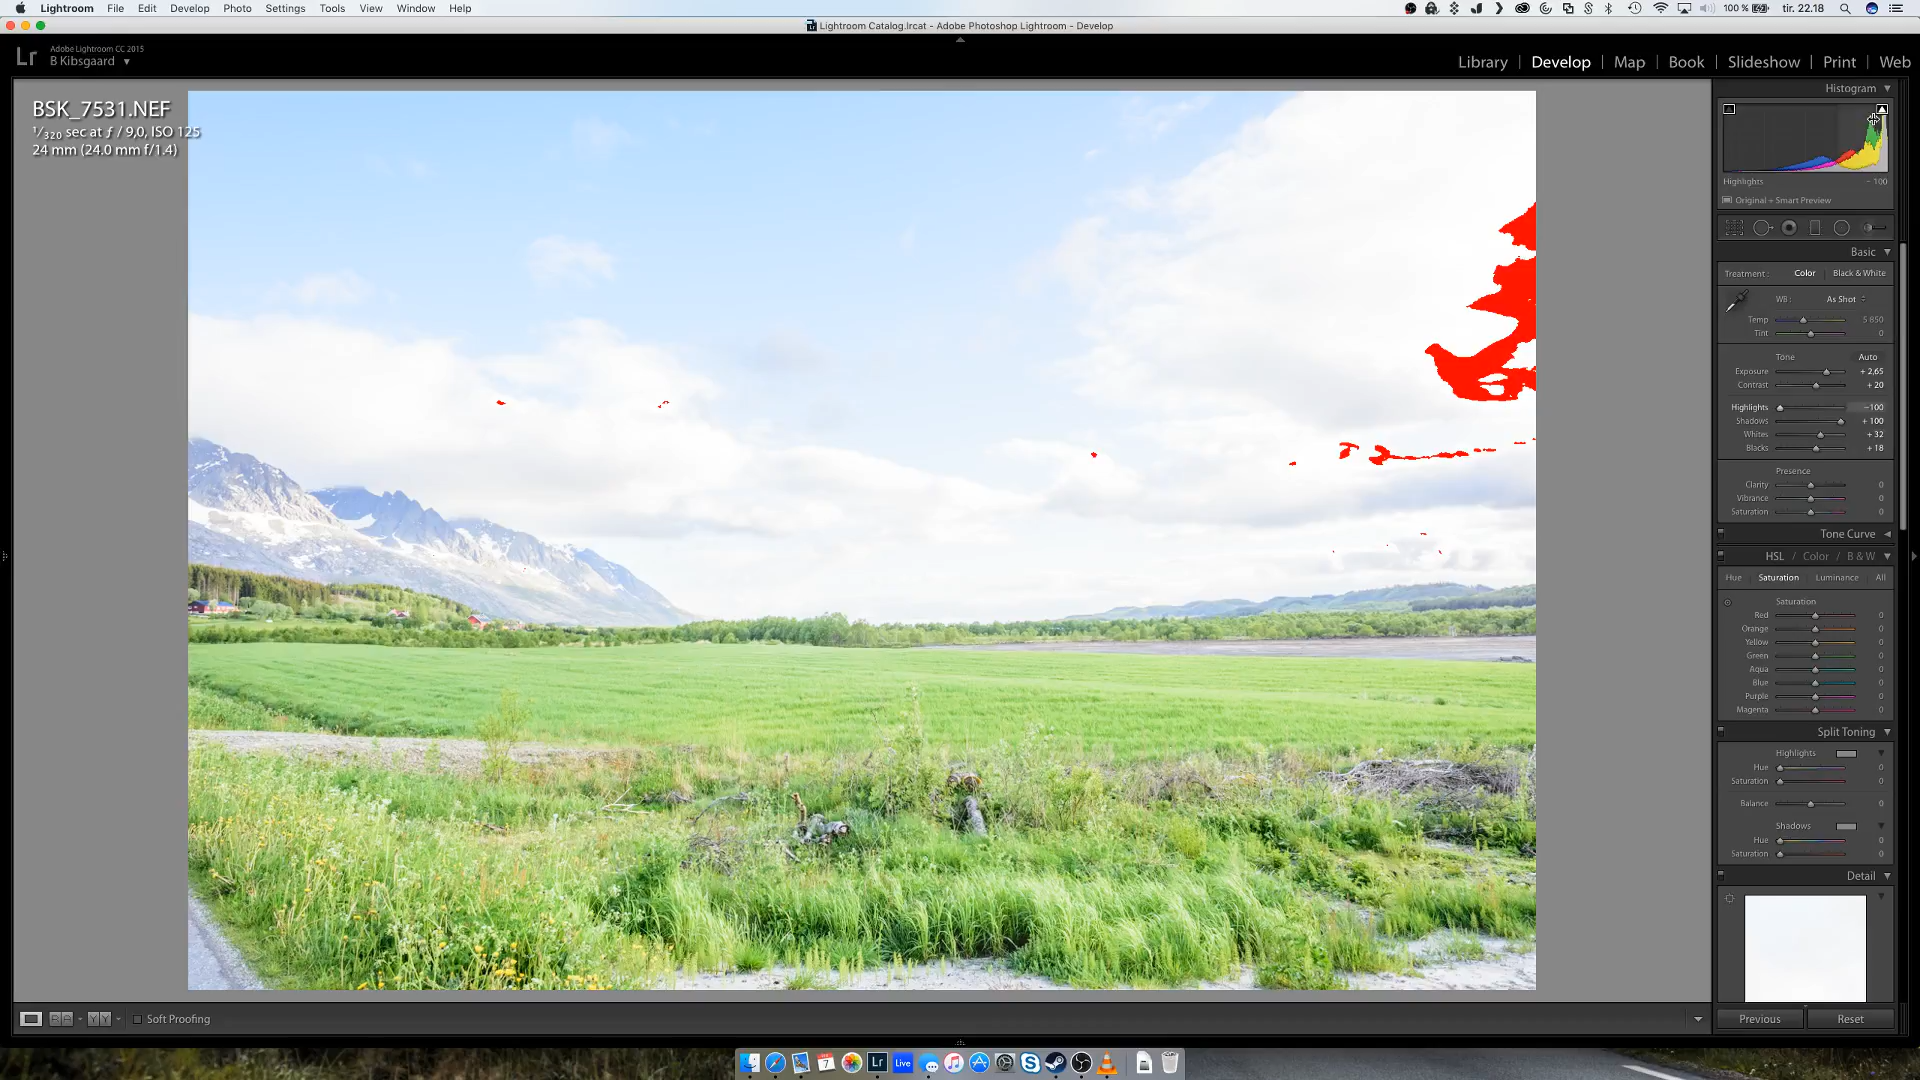 Lightroom File Edit Develop Photo Settings Tools View Window Help
100 % tir. 22.18
Lightroom Catalog.lrcat - Adobe Photoshop Lightroom - Develop
Lr Adobe Lightroom CC 2015
B Kibsgaard
Library | Develop | Map | Book | Slideshow | Print | Web
BSK_7531.NEF
1/320 sec at ƒ / 9,0, ISO 125
24 mm (24.0 mm f/1.4)
Histogram
Highlights - 100
Original + Smart Preview
Basic
Treatment : Color Black & White
WB : As Shot
Temp 5 850
Tint 0
Tone Auto
Exposure + 2,65
Contrast + 20
Highlights -100
Shadows + 100
Whites + 32
Blacks + 18
Presence
Clarity 0
Vibrance 0
Saturation 0
Tone Curve
HSL / Color / B & W
Hue Saturation Luminance All
Saturation
Red 0
Orange 0
Yellow 0
Green 0
Aqua 0
Blue 0
Purple 0
Magenta 0
Split Toning
Highlights
Hue 0
Saturation 0
Balance 0
Shadows
Hue 0
Saturation 0
Detail
Soft Proofing
Previous Reset
7 Lr Live